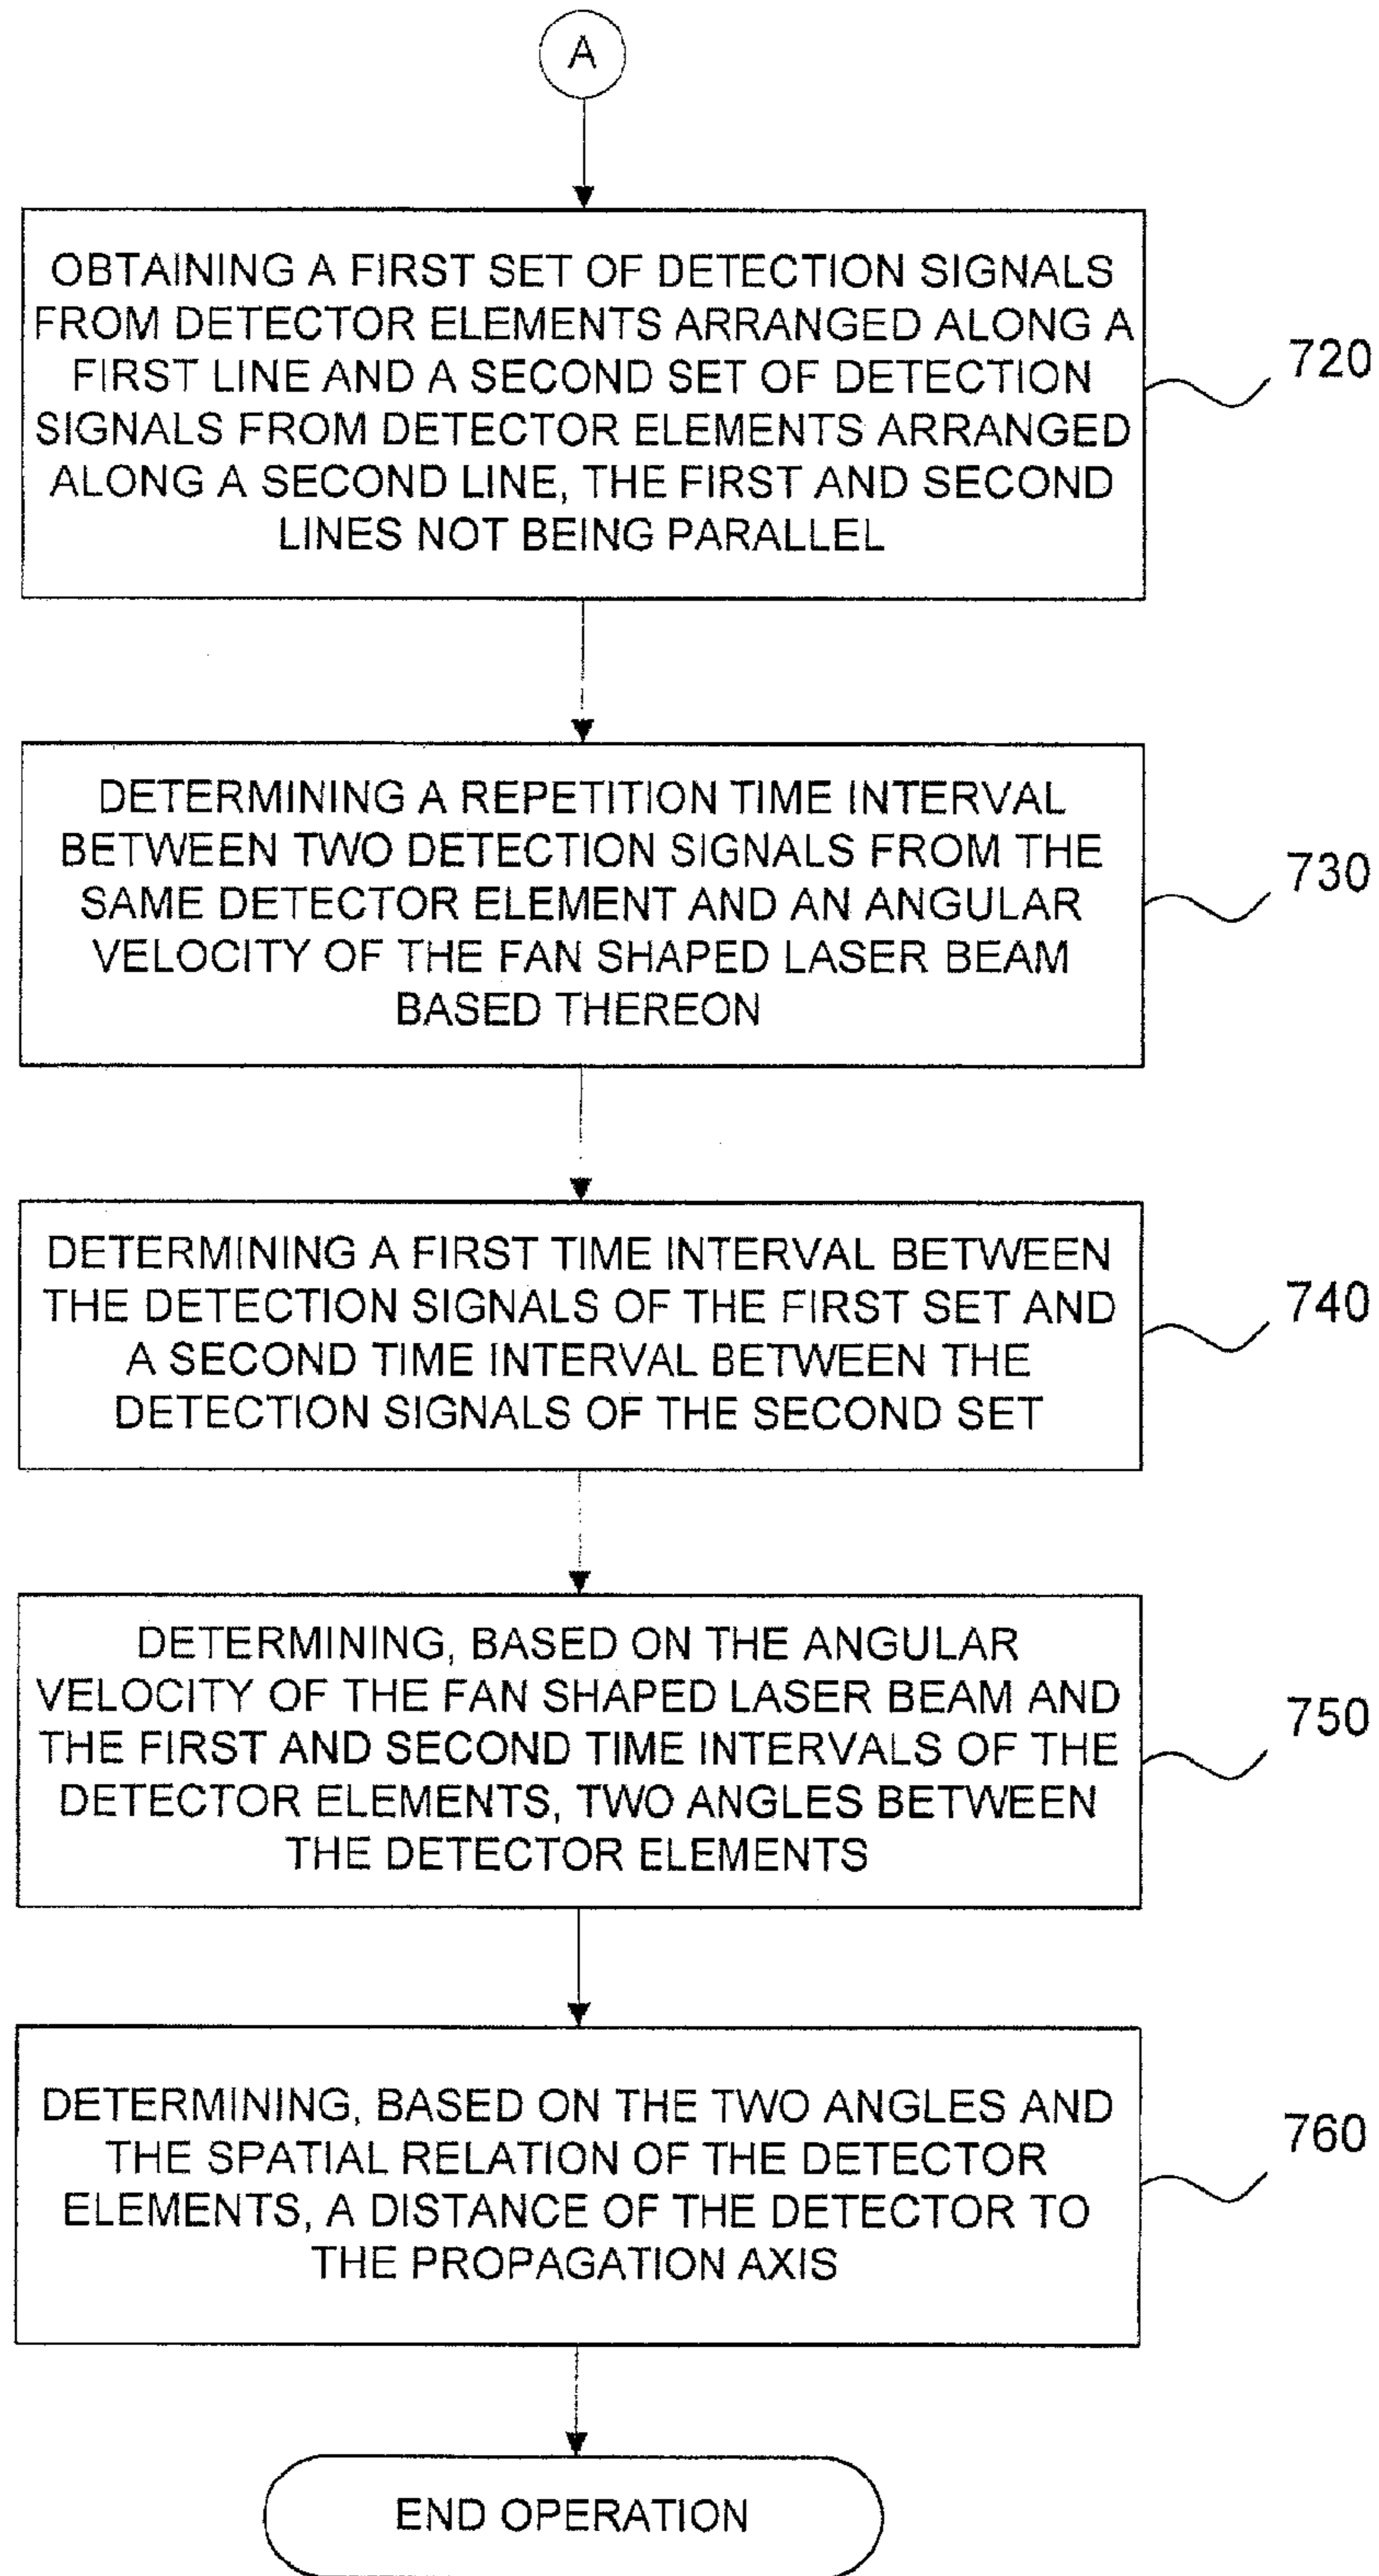 A
OBTAINING A FIRST SET OF DETECTION SIGNALS
FROM DETECTOR ELEMENTS ARRANGED ALONG A
FIRST LINE AND A SECOND SET OF DETECTION
SIGNALS FROM DETECTOR ELEMENTS ARRANGED
ALONG A SECOND LINE, THE FIRST AND SECOND
LINES NOT BEING PARALLEL
720
DETERMINING A REPETITION TIME INTERVAL
BETWEEN TWO DETECTION SIGNALS FROM THE
SAME DETECTOR ELEMENT AND AN ANGULAR
VELOCITY OF THE FAN SHAPED LASER BEAM
BASED THEREON
730
DETERMINING A FIRST TIME INTERVAL BETWEEN
THE DETECTION SIGNALS OF THE FIRST SET AND
A SECOND TIME INTERVAL BETWEEN THE
DETECTION SIGNALS OF THE SECOND SET
740
DETERMINING, BASED ON THE ANGULAR
VELOCITY OF THE FAN SHAPED LASER BEAM AND
THE FIRST AND SECOND TIME INTERVALS OF THE
DETECTOR ELEMENTS, TWO ANGLES BETWEEN
THE DETECTOR ELEMENTS
750
DETERMINING, BASED ON THE TWO ANGLES AND
THE SPATIAL RELATION OF THE DETECTOR
ELEMENTS, A DISTANCE OF THE DETECTOR TO
THE PROPAGATION AXIS
760
END OPERATION